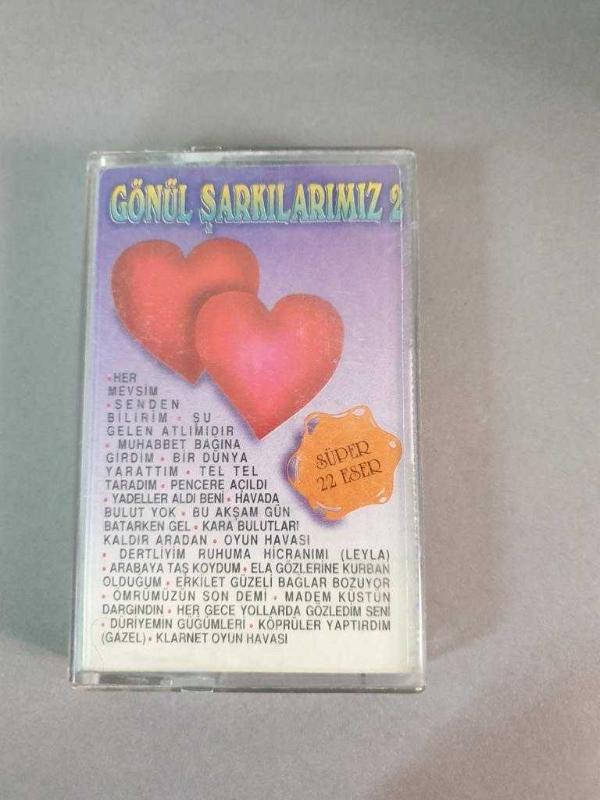 GÖNÜL ŞARKILARIMIZ 2
•HER
MEVSİM
•SENDEN
BİLİRİM • ŞU
GELEN ATLIMIDIR
• MUHABBET BAĞINA
GİRDİM • BİR DÜNYA
YARATTIM • TEL TEL
TARADIM • PENCERE AÇILDI
• YADELLER ALDI BENİ • HAVADA
BULUT YOK • BU AKŞAM GÜN
BATARKEN GEL • KARA BULUTLARI
KALDIR ARADAN • OYUN HAVASI
• DERTLİYİM RUHUMA HİCRANIMI (LEYLA)
• ARABAYA TAŞ KOYDUM • ELA GÖZLERİNE KURBAN
OLDUĞUM • ERKİLET GÜZELİ BAĞLAR BOZUYOR
• ÖMRÜMÜZÜN SON DEMİ • MADEM KÜSTÜN
DARGINDIN • HER GECE YOLLARDA GÖZLEDİM SENİ
• DÜRİYEMİN GÜĞÜMLERİ • KÖPRÜLER YAPTIRDIM
(GAZEL) • KLARNET OYUN HAVASI
SÜPER
22 ESER